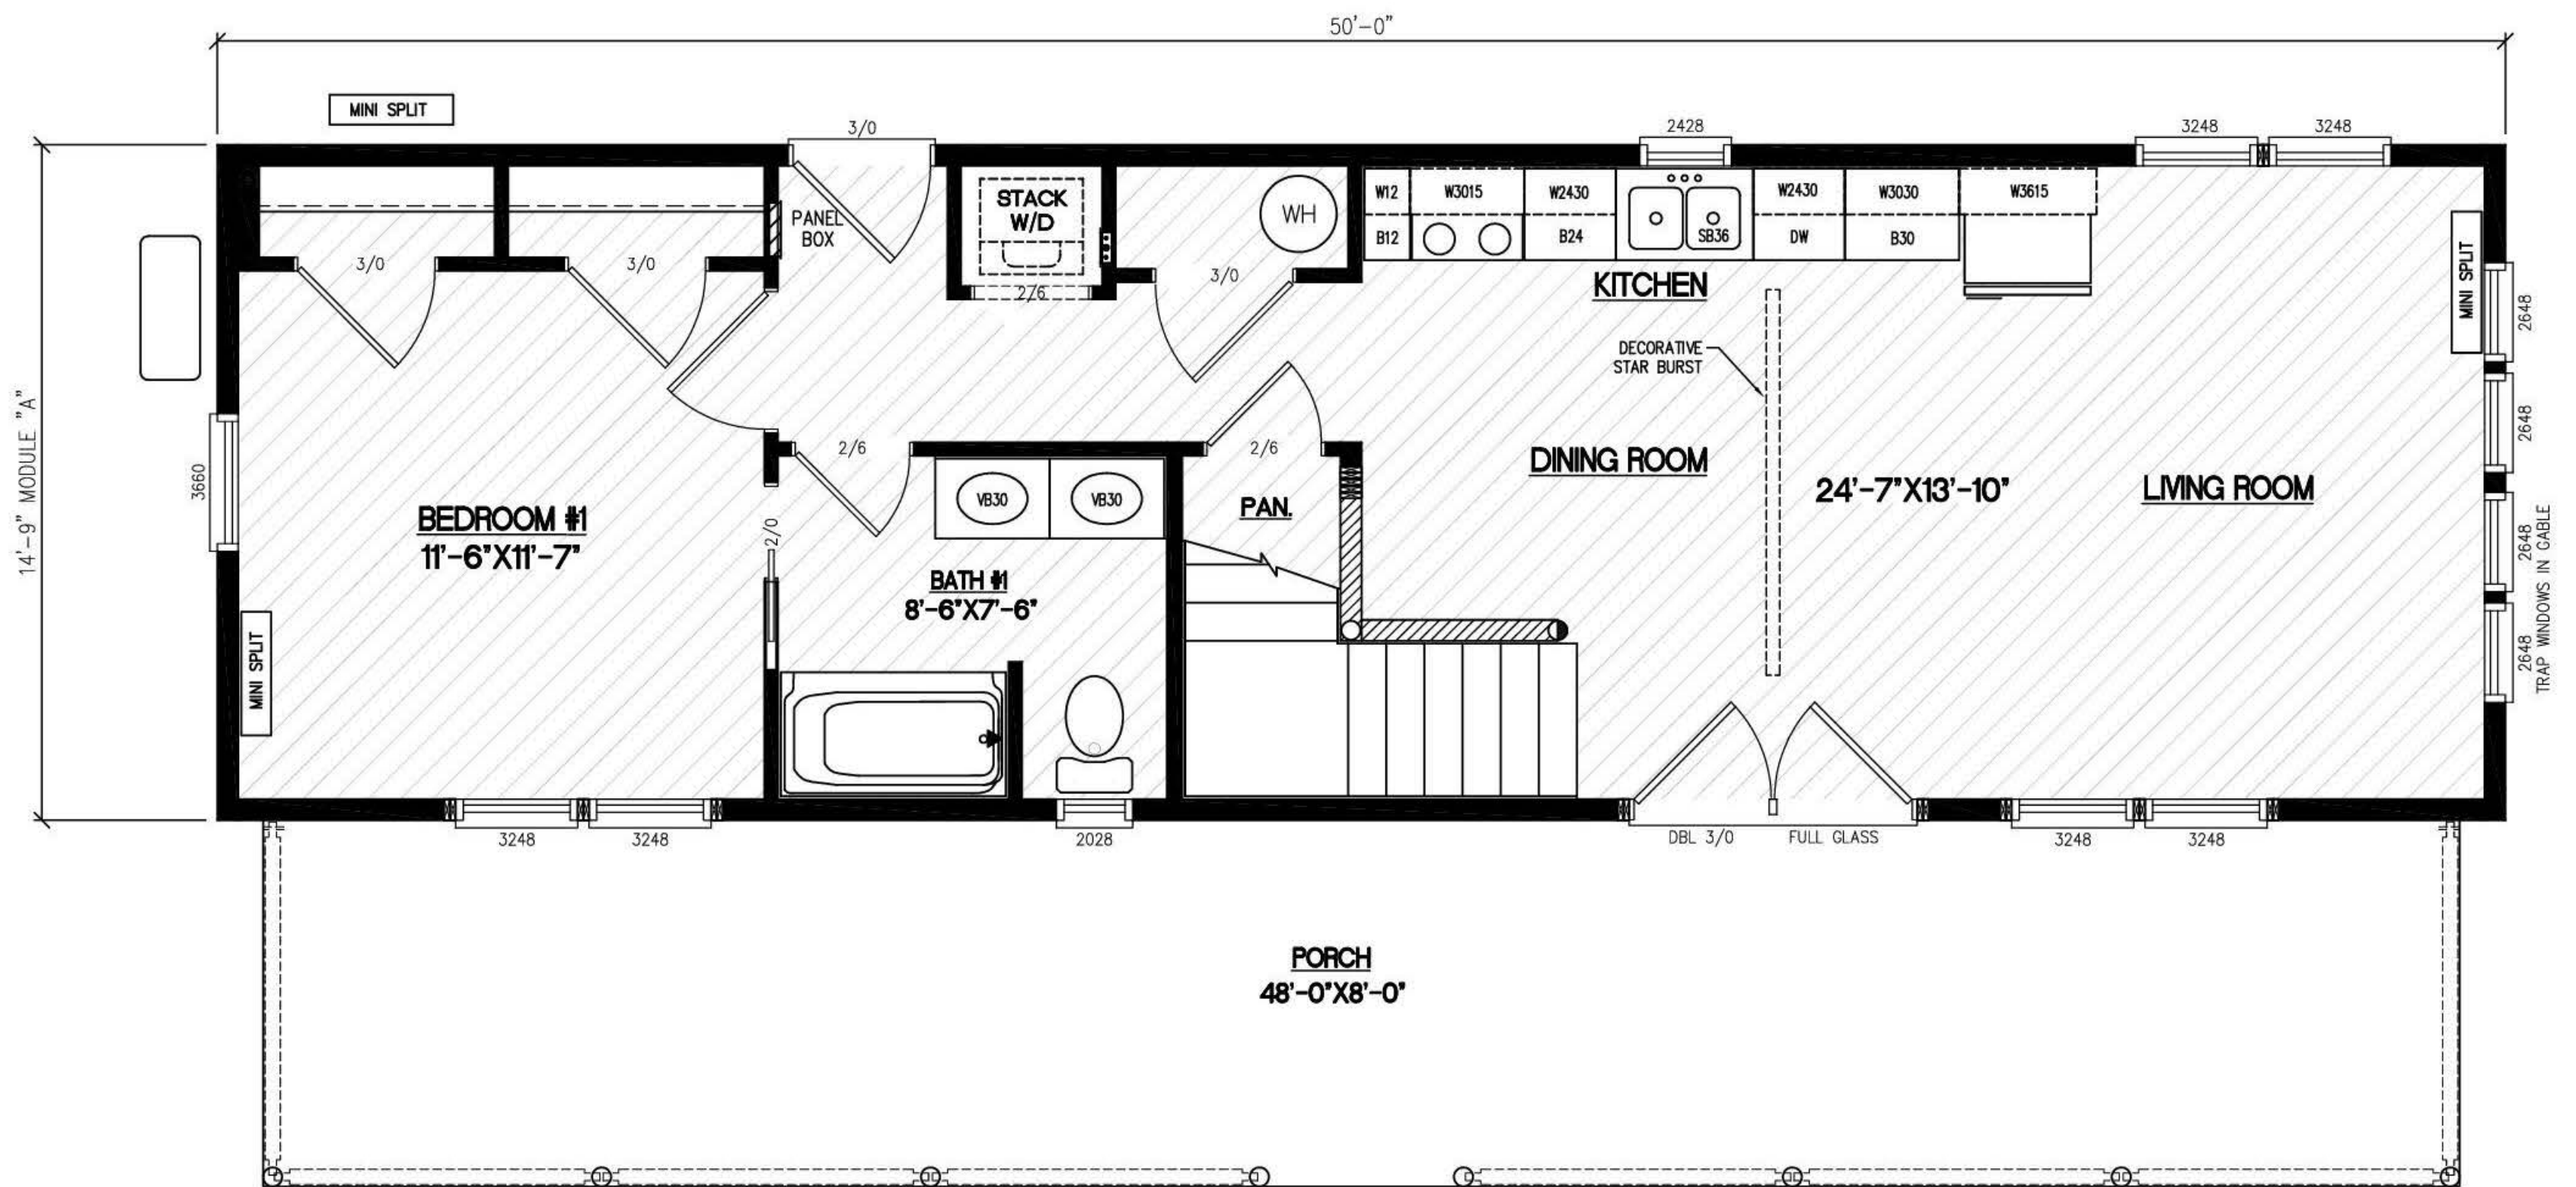 50'-0"
MINI SPLIT
3/0
2428
3248
3248
14'-9" MODULE "A"
3/0
3/0
PANEL
BOX
STACK
W/D
2/6
WH
3/0
W12
W3015
W2430
W2430
W3030
W3615
B12
B24
SB36
DW
B30
KITCHEN
MINI SPLIT
2648
DECORATIVE
STAR BURST
2648
3660
2/6
2/6
VB30
VB30
PAN.
DINING ROOM
24'-7"X13'-10"
LIVING ROOM
BEDROOM #1
11'-6"X11'-7"
2/0
BATH #1
8'-6"X7'-6"
2648
2648
TRAP WINDOWS IN GABLE
MINI SPLIT
3248
3248
2028
DBL 3/0
FULL GLASS
3248
3248
PORCH
48'-0"X8'-0"